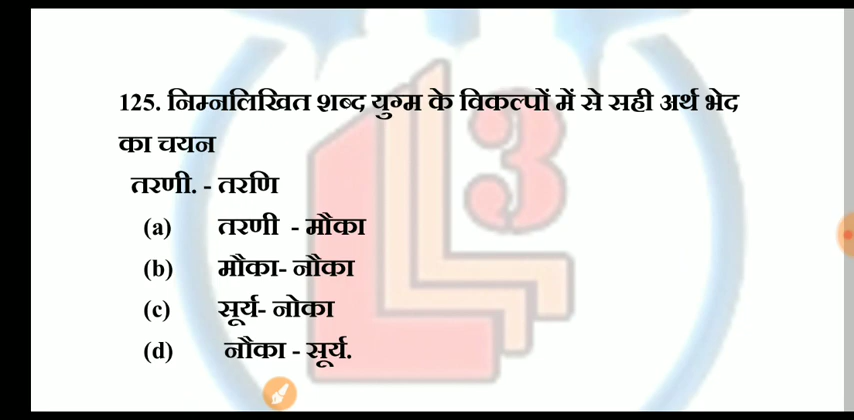 125. निम्नलिखित शब्द युग्म के विकल्पों में से सही अर्थ भेद
का चयन
तरणी. - तरणि
(a) तरणी - मौका
(b) मौका- नौका
(c) सूर्य- नोका
(d) नौका - सूर्य.